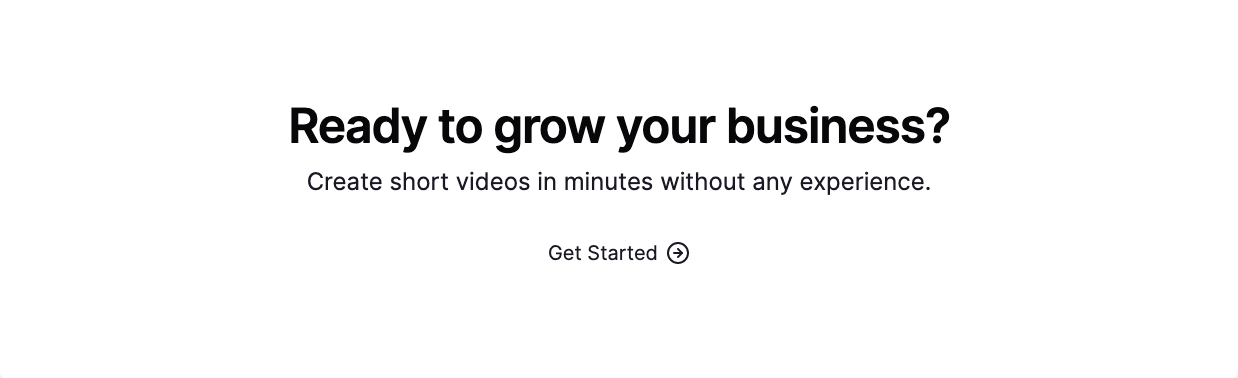 Ready to grow your business?
Create short videos in minutes without any experience.
Get Started